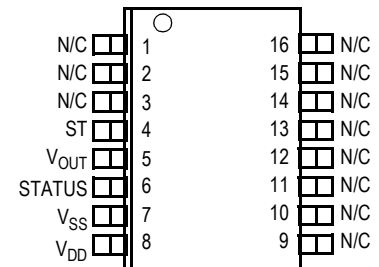 N/C 1 16 N/C
N/C 2 15 N/C
N/C 3 14 N/C
ST 4 13 N/C
VOUT 5 12 N/C
STATUS 6 11 N/C
VSS 7 10 N/C
VDD 8 9 N/C